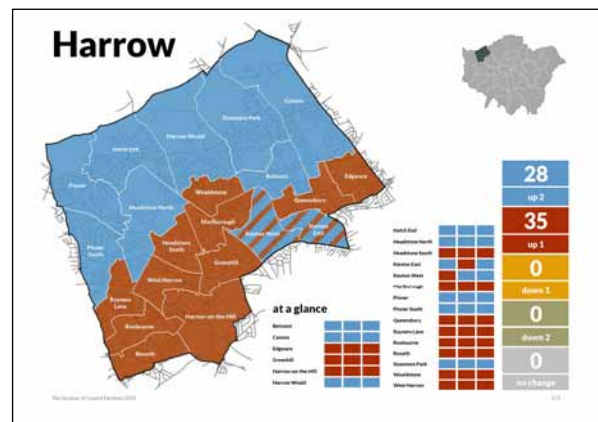 Harrow
Canons
Stanmore Park
Harrow Weald
Hatch End
Pinner
Belmont
Edgware
Wealdstone
Queensbury
Headstone North
Marlborough
Kenton West
Kenton East
Pinner South
Headstone South
Greenhill
West Harrow
Rayners Lane
Harrow on the Hill
Roxbourne
Roxeth
at a glance
Belmont
Canons
Edgware
Greenhill
Harrow on the Hill
Harrow Weald
Hatch End
Headstone North
Headstone South
Kenton East
Kenton West
Marlborough
Pinner
Pinner South
Queensbury
Rayners Lane
Roxbourne
Roxeth
Stanmore Park
Wealdstone
West Harrow
28
up 2
35
up 1
0
down 1
0
down 2
0
no change